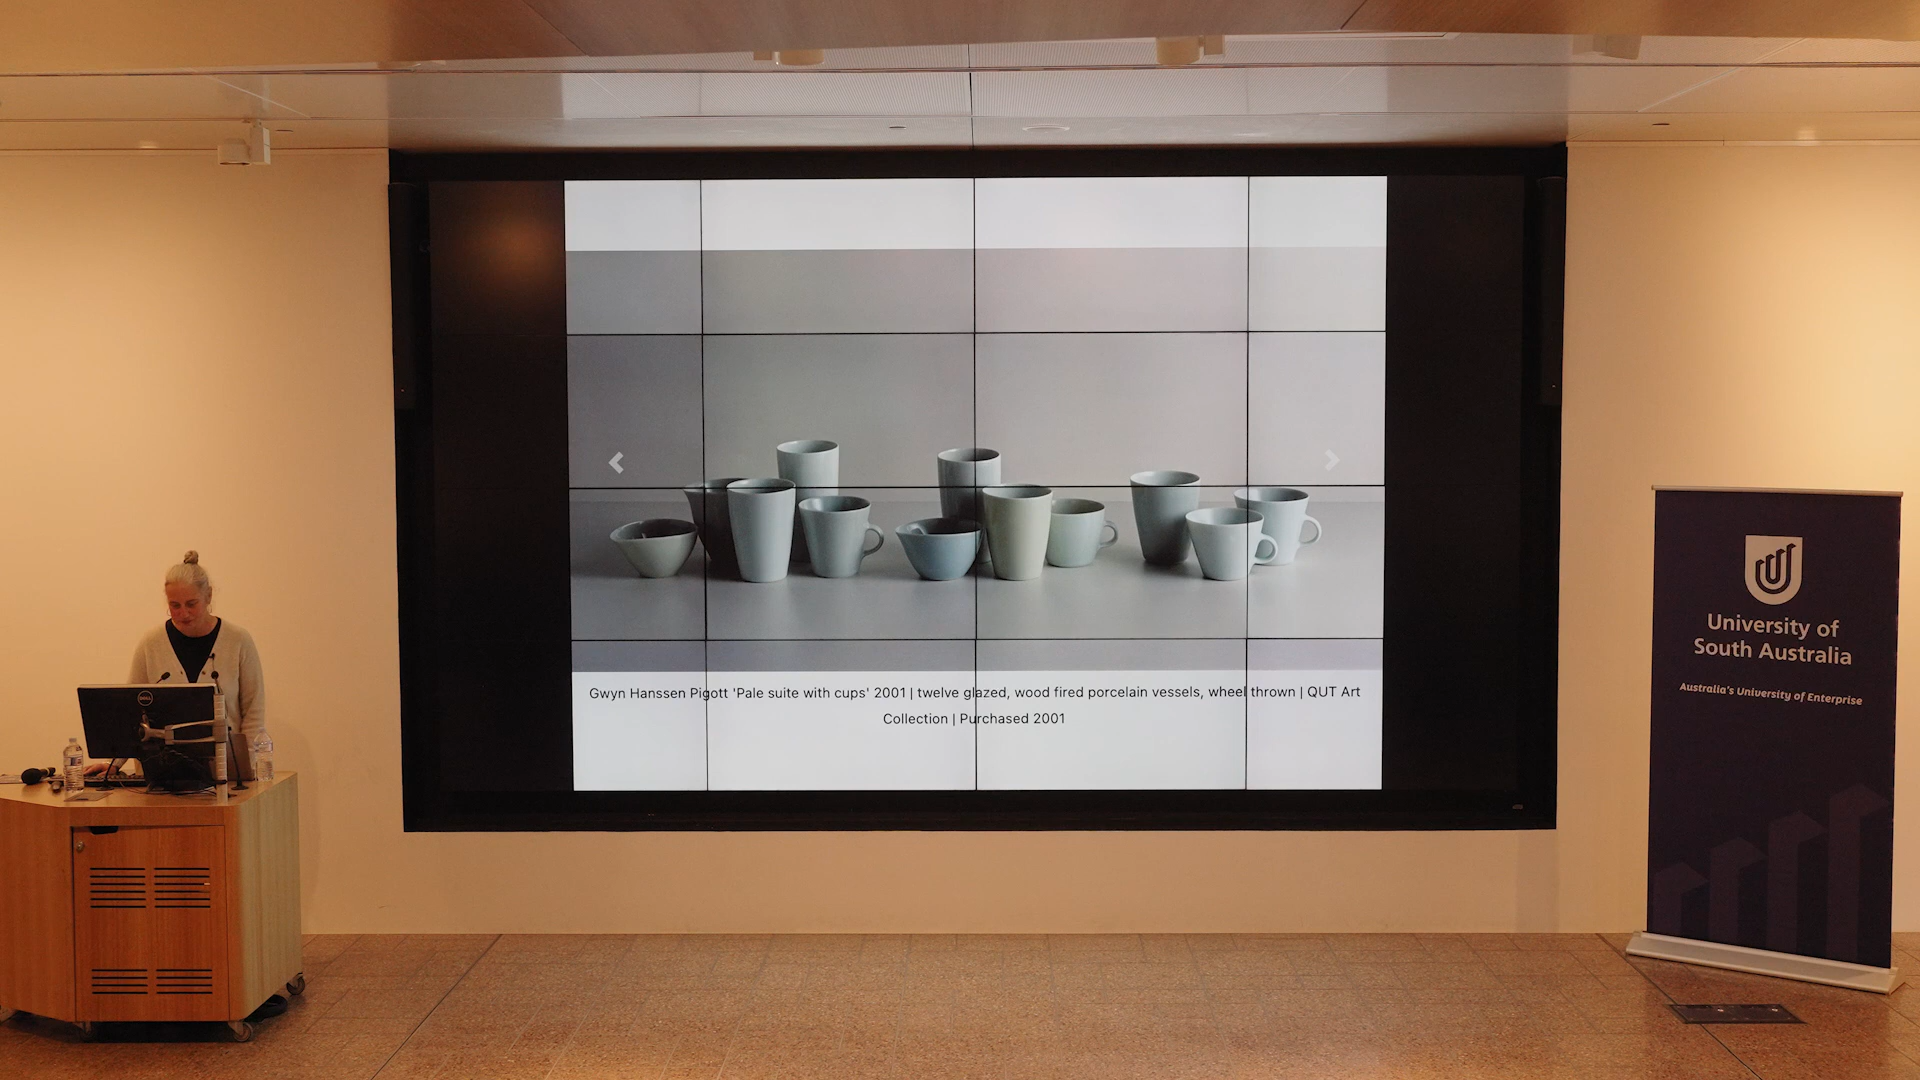 Gwyn Hanssen Pigott 'Pale suite with cups' 2001 | twelve glazed, wood fired porcelain vessels, wheel thrown | QUT Art
Collection | Purchased 2001
DELL
University of
South Australia
Australia's University of Enterprise